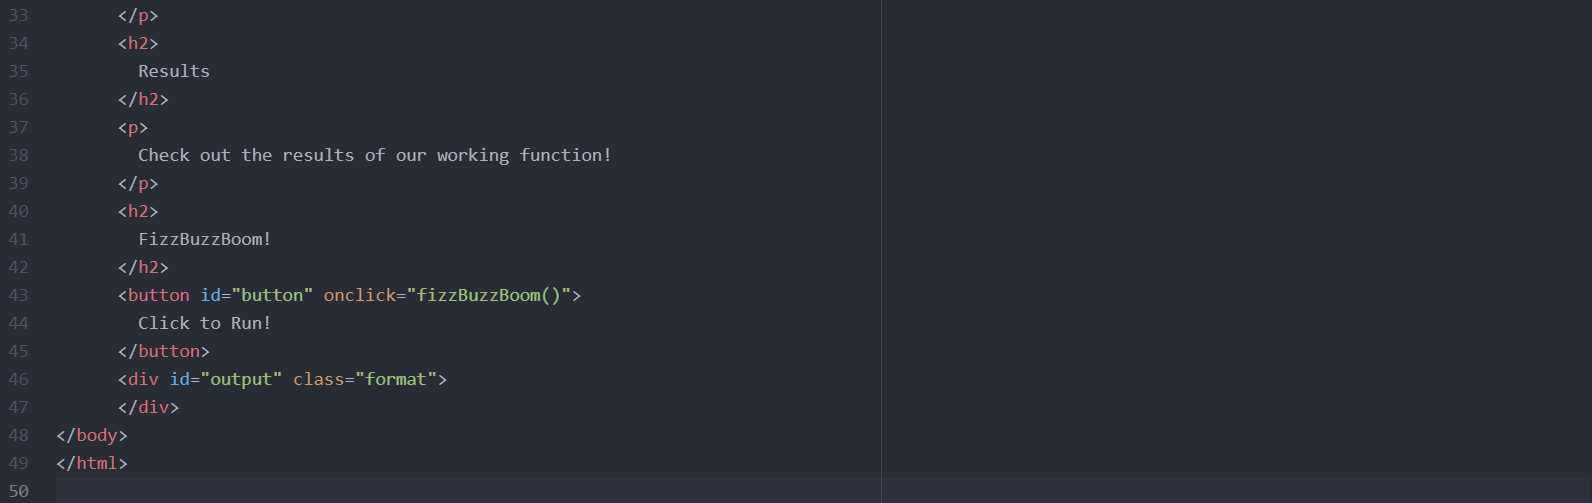 33 </p>
34 <h2>
35 Results
36 </h2>
37 <p>
38 Check out the results of our working function!
39 </p>
40 <h2>
41 FizzBuzzBoom!
42 </h2>
43 <button id="button" onclick="fizzBuzzBoom()">
44 Click to Run!
45 </button>
46 <div id="output" class="format">
47 </div>
48 </body>
49 </html>
50